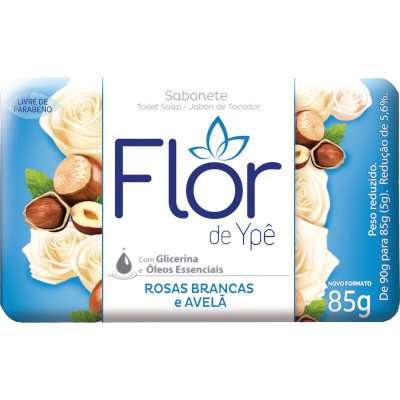 LIVRE DE
PARABENO
Sabonete
Toilet Soap / Jabón de Tocador
Flor
de Ypê
Com Glicerina
e Óleos Essenciais
ROSAS BRANCAS
e AVELÃ
Peso reduzido.
De 90g para 85g (5g). Redução de 5,6%.
NOVO FORMATO
85g